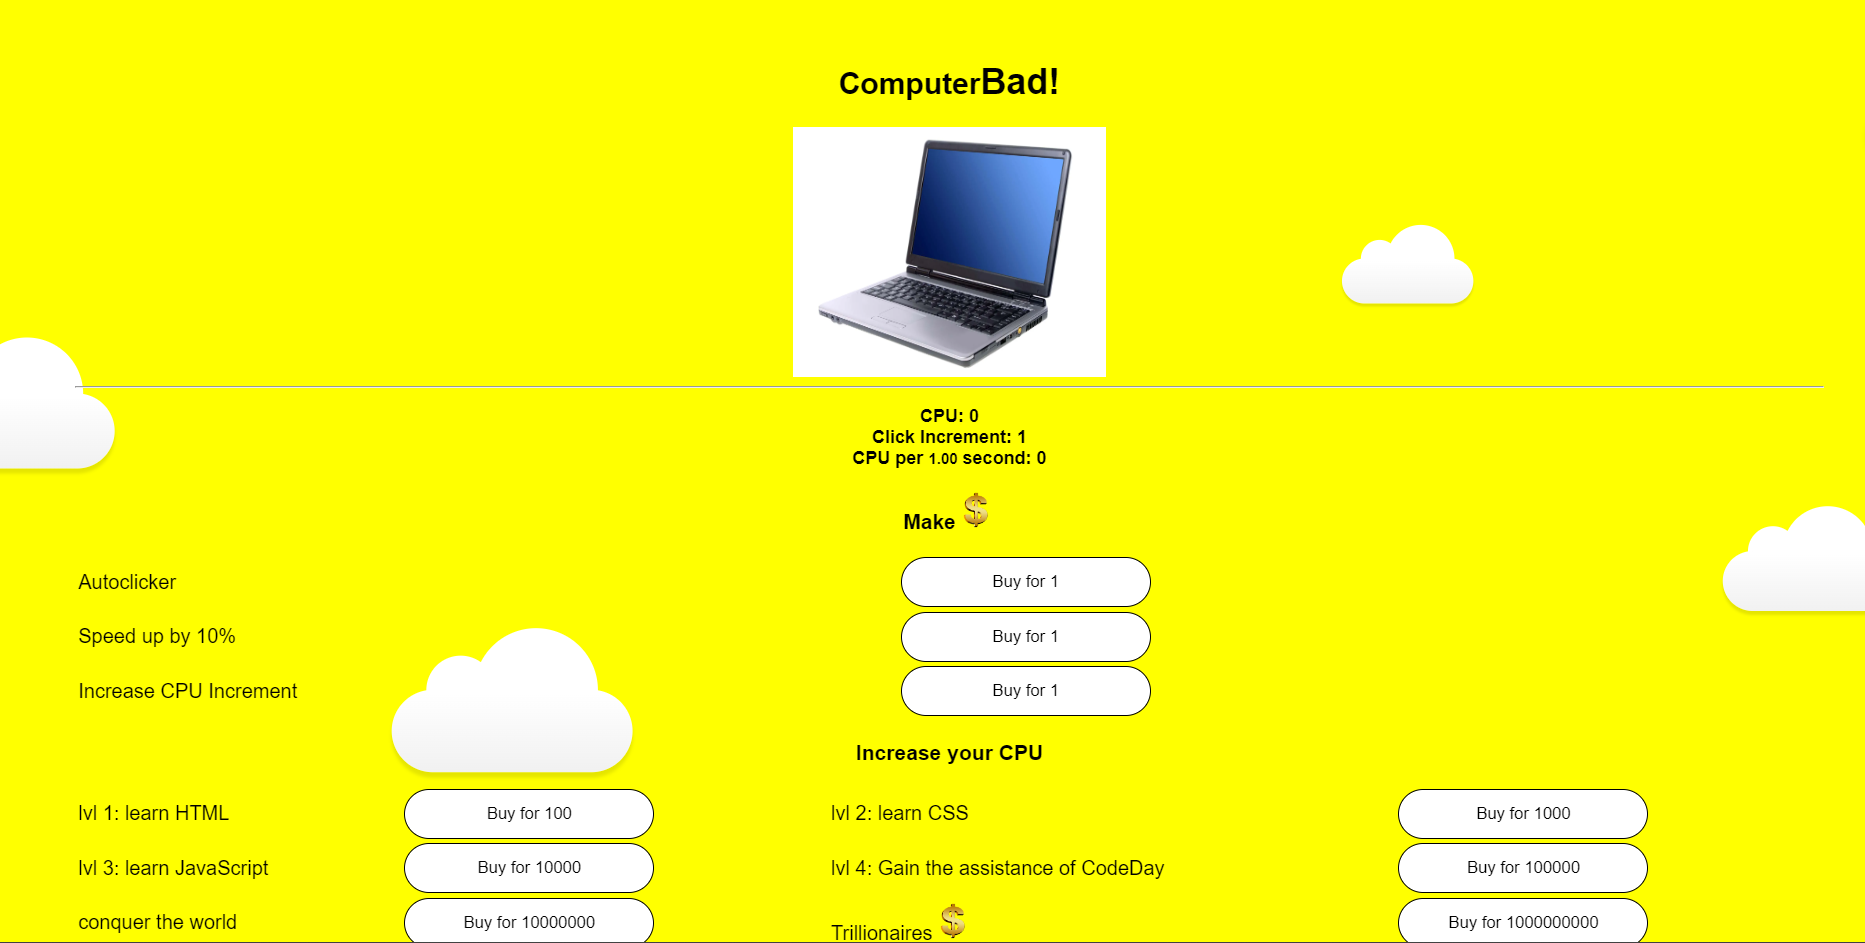 ComputerBad!
CPU: 0
Click Increment: 1
CPU per 1.00 second: 0
Make $
Autoclicker Buy for 1
Speed up by 10% Buy for 1
Increase CPU Increment Buy for 1
Increase your CPU
lvl 1: learn HTML Buy for 100 lvl 2: learn CSS Buy for 1000
lvl 3: learn JavaScript Buy for 10000 lvl 4: Gain the assistance of CodeDay Buy for 100000
conquer the world Buy for 10000000 Trillionaires $ Buy for 1000000000